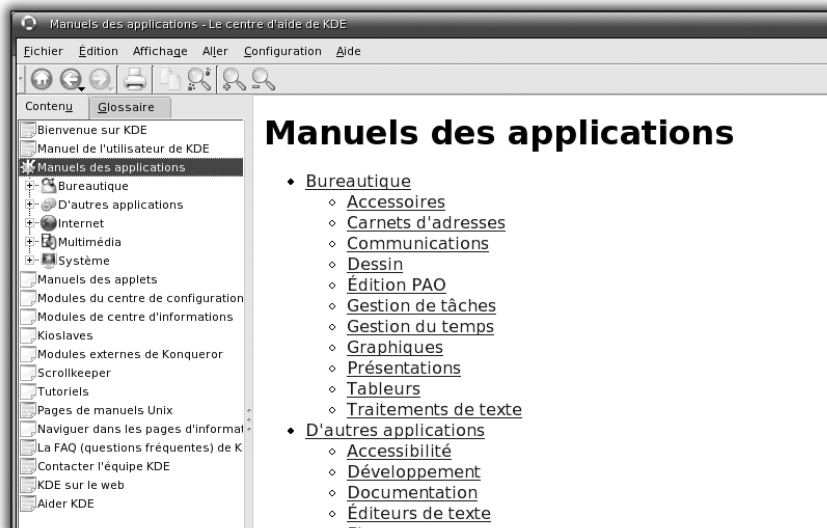 Manuels des applications - Le centre d'aide de KDE
Fichier Édition Affichage Aller Configuration Aide
Contenu Glossaire
Bienvenue sur KDE
Manuel de l'utilisateur de KDE
Manuels des applications
Bureautique
D'autres applications
Internet
Multimédia
Système
Manuels des applets
Modules du centre de configuration
Modules de centre d'informations
Kioslaves
Modules externes de Konqueror
Scrollkeeper
Tutoriels
Pages de manuels Unix
Naviguer dans les pages d'informat
La FAQ (questions fréquentes) de K
Contacter l'équipe KDE
KDE sur le web
Aider KDE
Manuels des applications
Bureautique
Accessoires
Carnets d'adresses
Communications
Dessin
Édition PAO
Gestion de tâches
Gestion du temps
Graphiques
Présentations
Tableurs
Traitements de texte
D'autres applications
Accessibilité
Développement
Documentation
Éditeurs de texte